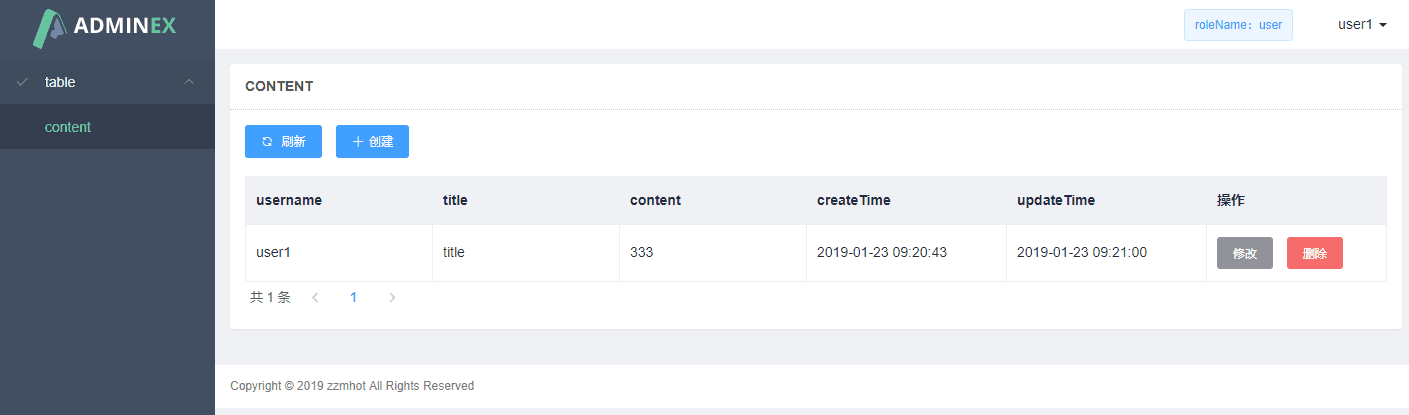 ADMINEX
roleName：user
user1
table
content
CONTENT
刷新
创建
username title content createTime updateTime 操作
user1 title 333 2019-01-23 09:20:43 2019-01-23 09:21:00 修改 删除
共 1 条 1
Copyright © 2019 zzmhot All Rights Reserved